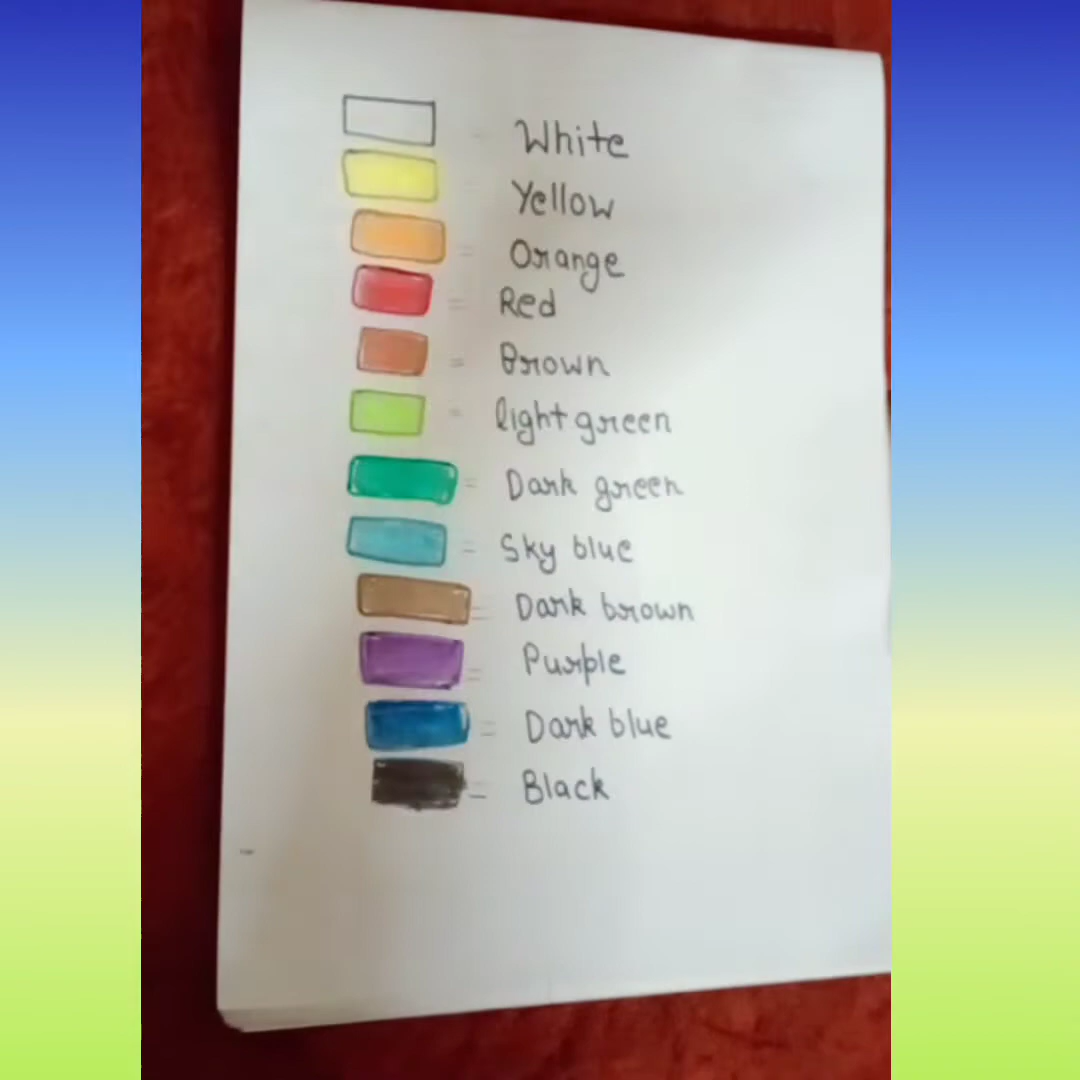 = White
= Yellow
= Orange
= Red
= Brown
= light green
= Dark green
= Sky blue
= Dark brown
= Purple
= Dark blue
= Black